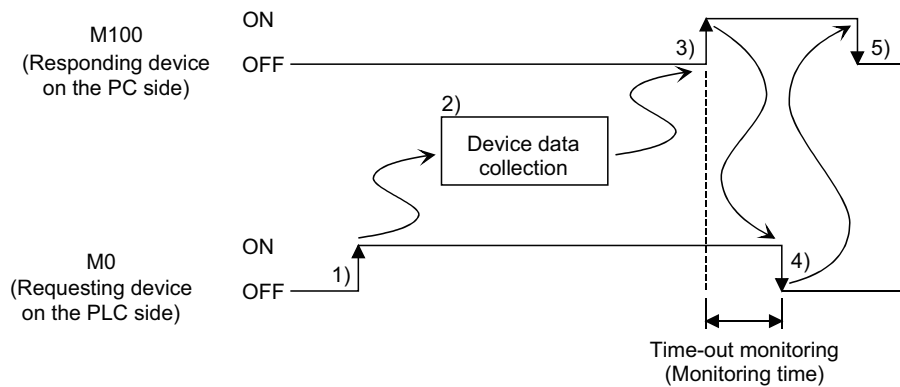 ON
M100
(Responding device
on the PC side)
OFF
3)
5)
2)
Device data
collection
ON
M0
(Requesting device
on the PLC side)
OFF
1)
4)
Time-out monitoring
(Monitoring time)